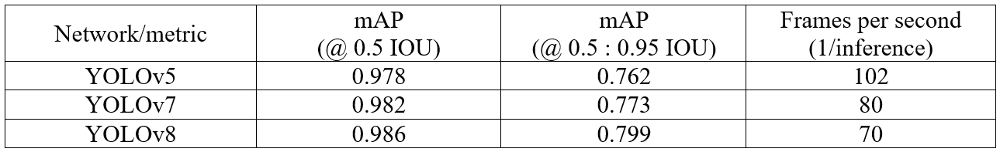 Network/metric
mAP
(@ 0.5 IOU)
mAP
(@ 0.5 : 0.95 IOU)
Frames per second
(1/inference)
YOLOv5 0.978 0.762 102
YOLOv7 0.982 0.773 80
YOLOv8 0.986 0.799 70